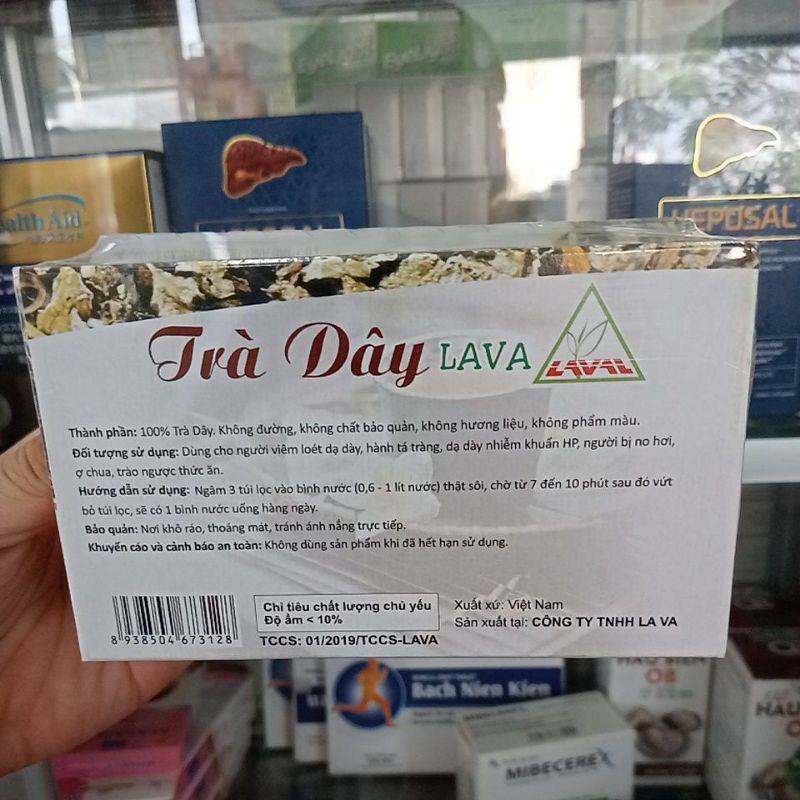 EyeLight
Health Aid
HEPOSAL
Trà Dây LAVA
LAVAL
Thành phần: 100% Trà Dây. Không đường, không chất bảo quản, không hương liệu, không phẩm màu.
Đối tượng sử dụng: Dùng cho người viêm loét dạ dày, hành tá tràng, dạ dày nhiễm khuẩn HP, người bị no hơi,
ợ chua, trào ngược thức ăn.
Hướng dẫn sử dụng: Ngâm 3 túi lọc vào bình nước (0,6 - 1 lít nước) thật sôi, chờ từ 7 đến 10 phút sau đó vứt
bỏ túi lọc, sẽ có 1 bình nước uống hàng ngày.
Bảo quản: Nơi khô ráo, thoáng mát, tránh ánh nắng trực tiếp.
Khuyến cáo và cảnh báo an toàn: Không dùng sản phẩm khi đã hết hạn sử dụng.
8 938504 673128
Chỉ tiêu chất lượng chủ yếu
Độ ẩm < 10%
TCCS: 01/2019/TCCS-LAVA
Xuất xứ: Việt Nam
Sản xuất tại: CÔNG TY TNHH LA VA
Bach Nien Kien
MIBECEREX
OB